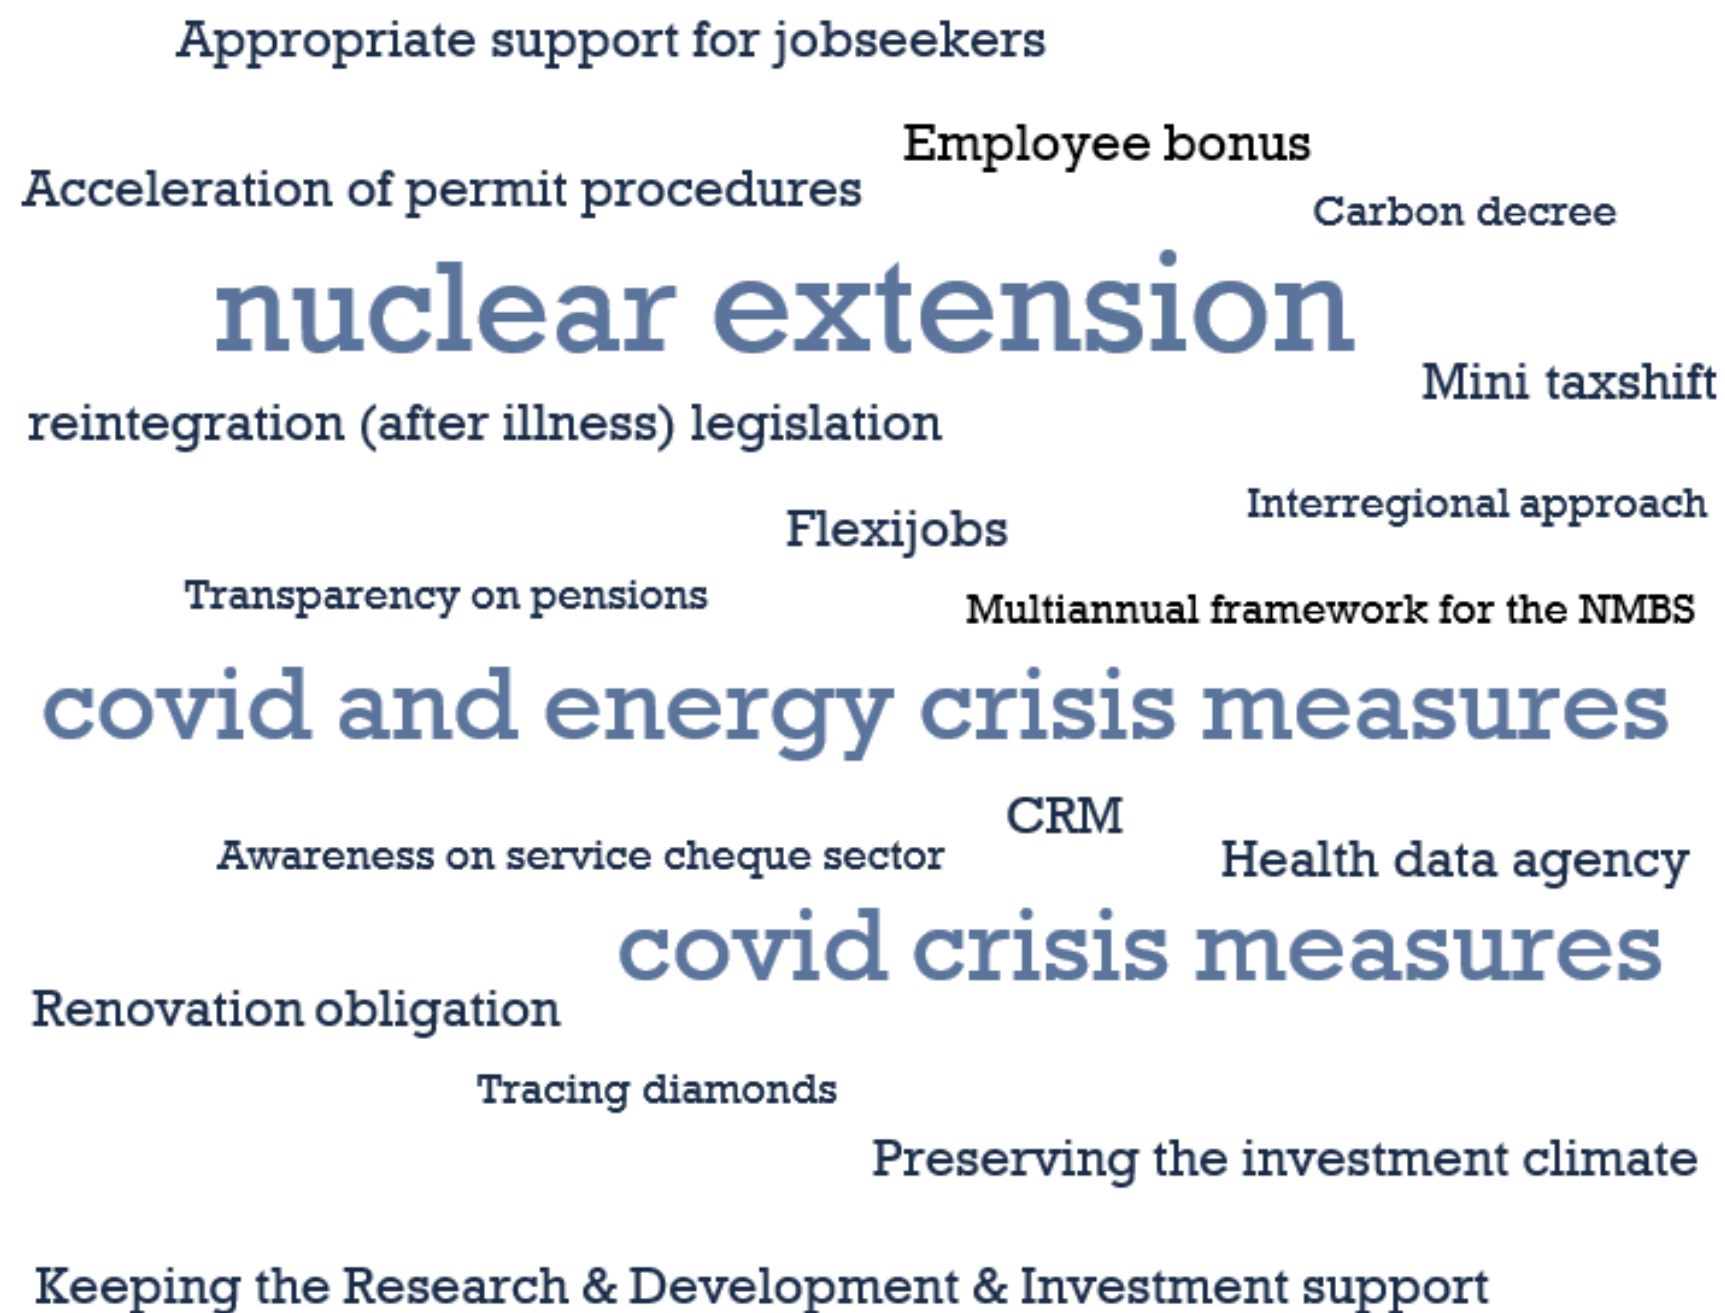 Appropriate support for jobseekers
Employee bonus
Acceleration of permit procedures
Carbon decree
nuclear extension
Mini taxshift
reintegration (after illness) legislation
Interregional approach
Flexijobs
Transparency on pensions
Multiannual framework for the NMBS
covid and energy crisis measures
CRM
Awareness on service cheque sector
Health data agency
covid crisis measures
Renovation obligation
Tracing diamonds
Preserving the investment climate
Keeping the Research & Development & Investment support